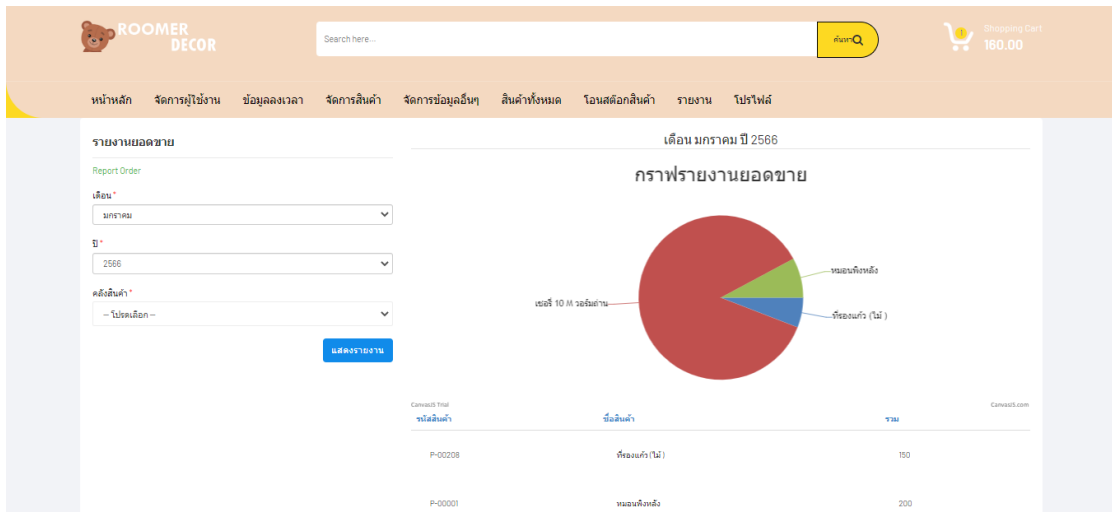 ROOMER
DECOR
Search here...
ค้นหา
1
Shopping Cart
160.00
หน้าหลัก จัดการผู้ใช้งาน ข้อมูลลงเวลา จัดการสินค้า จัดการข้อมูลอื่นๆ สินค้าทั้งหมด โอนสต๊อกสินค้า รายงาน โปรไฟล์
รายงานยอดขาย
Report Order
เดือน *
มกราคม
ปี *
2566
คลังสินค้า *
-- โปรดเลือก --
แสดงรายงาน
เดือน มกราคม ปี 2566
กราฟรายงานยอดขาย
หมอนพิงหลัง
เชอรี่ 10 M วอร์มถ่าน
ที่รองแก้ว (ไม้ )
CanvasJS Trial
CanvasJS.com
รหัสสินค้า ชื่อสินค้า รวม
P-00208 ที่รองแก้ว (ไม้ ) 150
P-00001 หมอนพิงหลัง 200